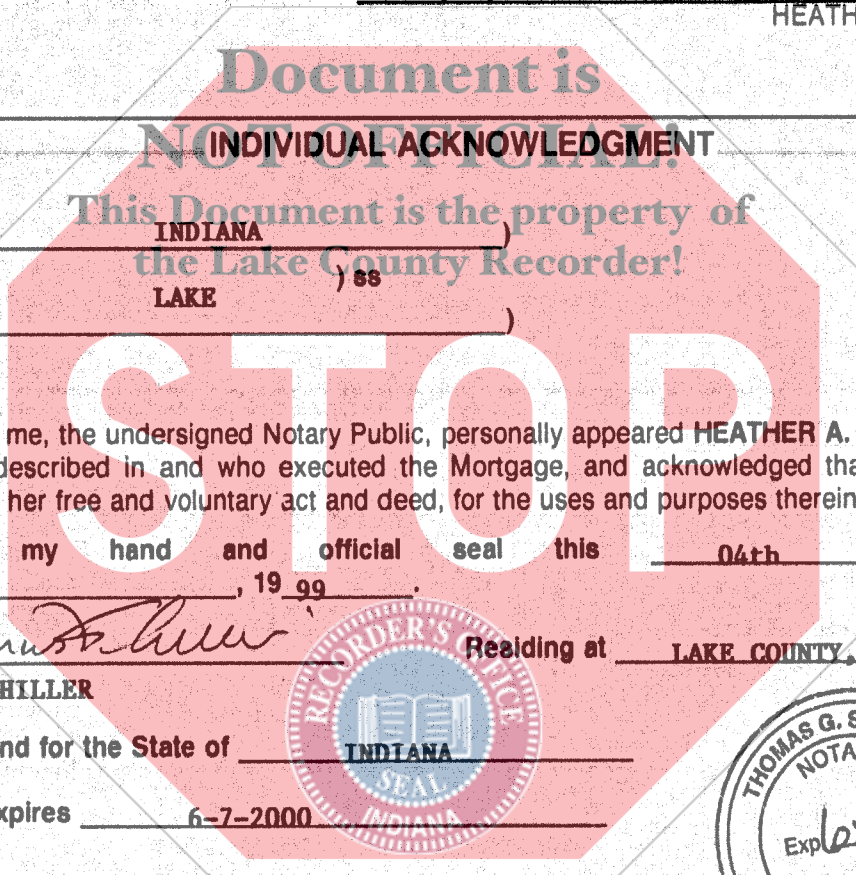 HEATH
Document is
NOT OFFICIAL!
INDIVIDUAL ACKNOWLEDGMENT
This Document is the property of
INDIANA )
the Lake County Recorder!
) ss
LAKE
)
STOP
me, the undersigned Notary Public, personally appeared HEATHER A.
described in and who executed the Mortgage, and acknowledged tha
her free and voluntary act and deed, for the uses and purposes therein
my hand and official seal this 04th
, 19 99 .
Residing at LAKE COUNTY,
HILLER
nd for the State of INDIANA
xpires 6-7-2000
RECORDER'S OFFICE
SEAL
INDIANA
THOMAS G. S
NOTA
Exp